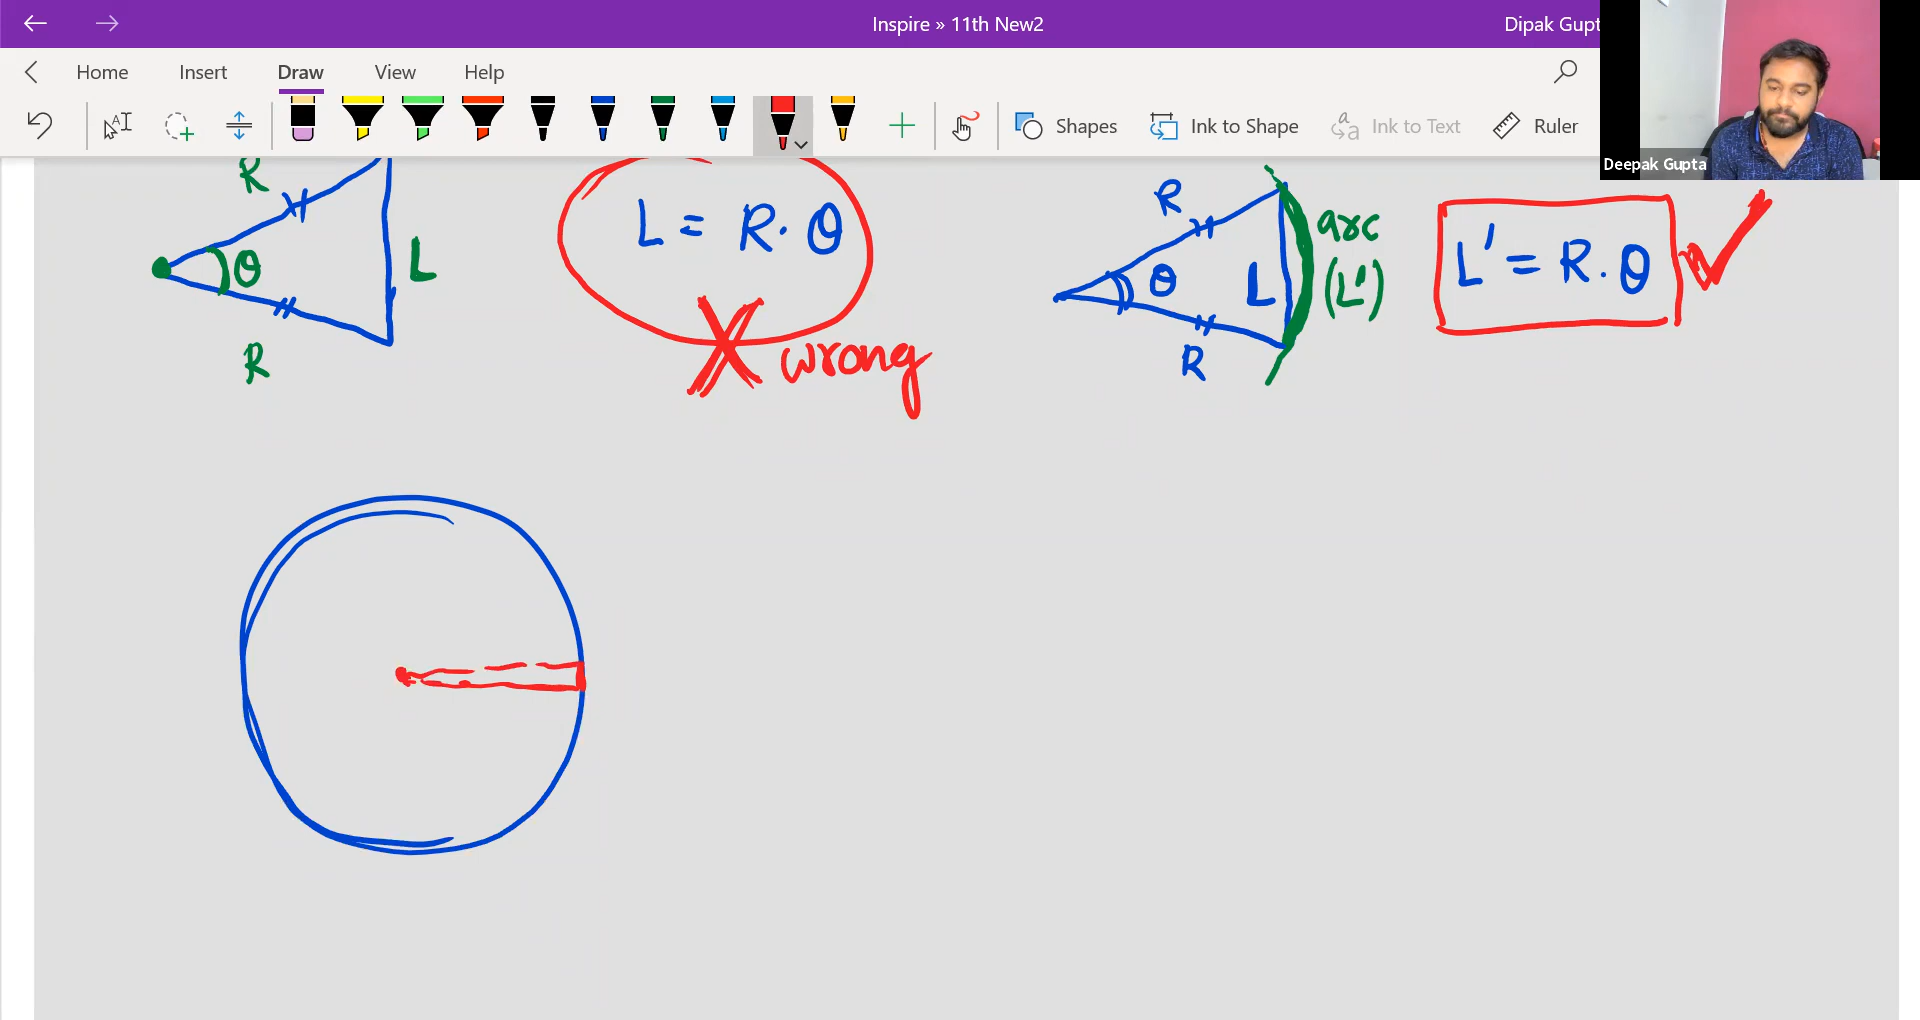 Inspire » 11th New2
Dipak Gupt
Home Insert Draw View Help
Shapes Ink to Shape Ink to Text Ruler
Deepak Gupta
R
θ
L
R
L = R. θ
wrong
R
θ
L
arc
(L')
R
L' = R. θ